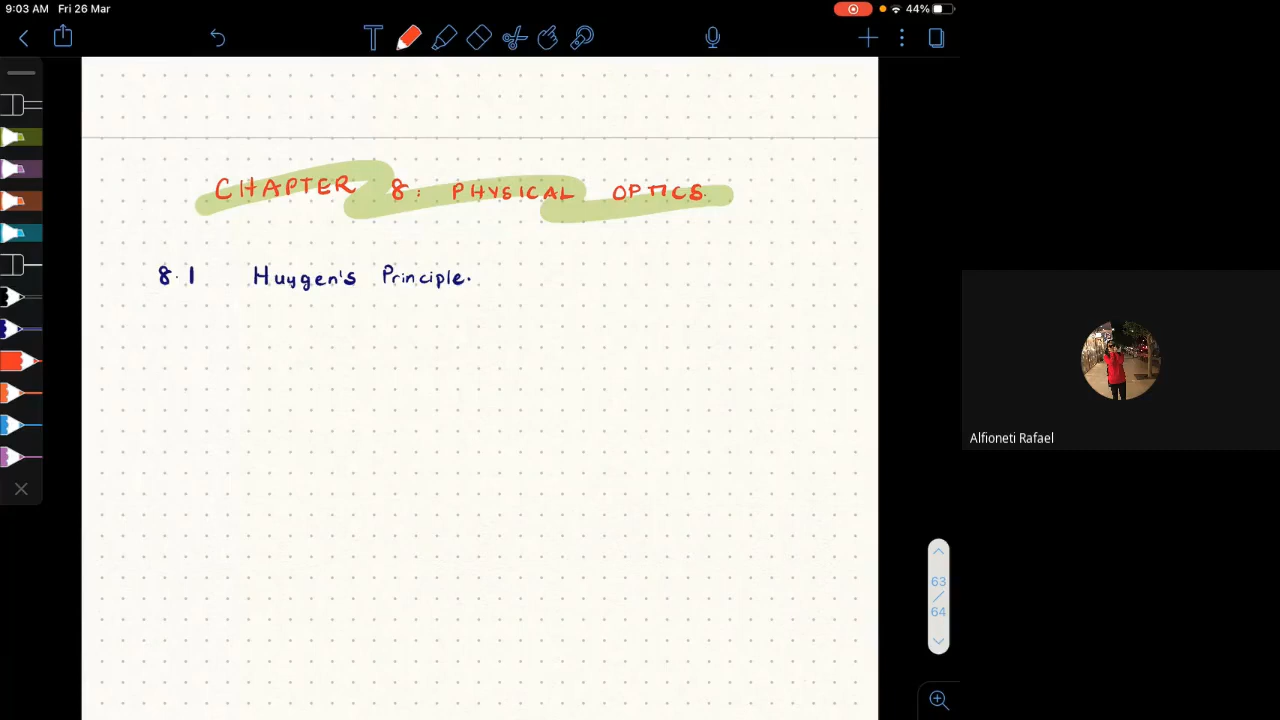 9:03 AM Fri 26 Mar
44%
T
CHAPTER 8: PHYSICAL OPTICS.
8.1 Huygen's Principle.
Alfioneti Rafael
63
/
64